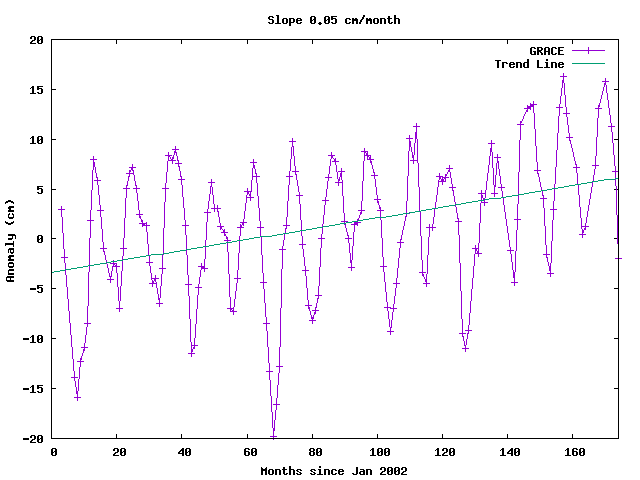 Slope 0.05 cm/month
GRACE
Trend Line
20
15
10
5
0
-5
-10
-15
-20
Anomaly (cm)
0 20 40 60 80 100 120 140 160
Months since Jan 2002